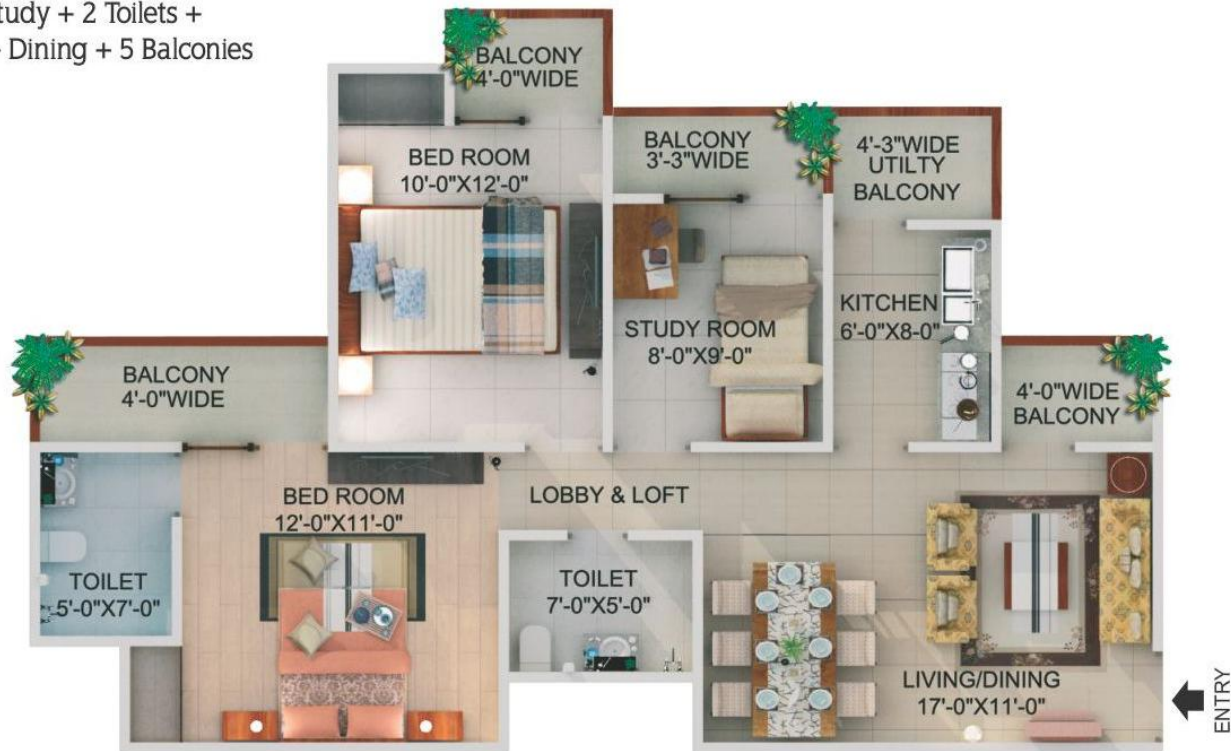 tudy + 2 Toilets +
Dining + 5 Balconies
BALCONY
4'-0"WIDE
BED ROOM
10'-0"X12'-0"
BALCONY
3'-3"WIDE
4'-3"WIDE
UTILTY
BALCONY
STUDY ROOM
8'-0"X9'-0"
KITCHEN
6'-0"X8-0"
BALCONY
4'-0"WIDE
4'-0"WIDE
BALCONY
BED ROOM
12'-0"X11'-0"
LOBBY & LOFT
TOILET
5'-0"X7'-0"
TOILET
7'-0"X5'-0"
LIVING/DINING
17'-0"X11'-0"
ENTRY